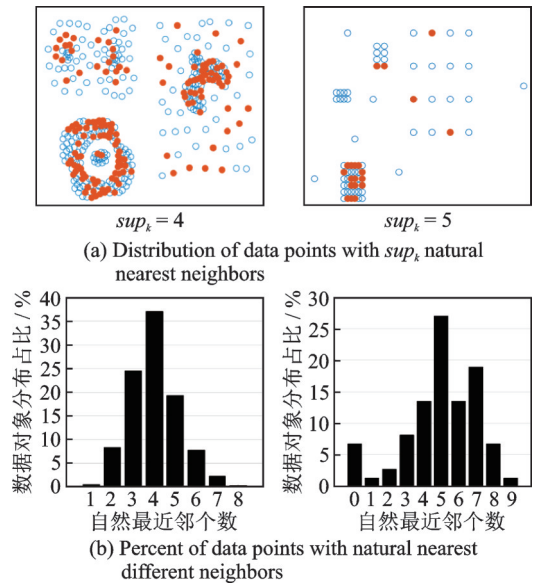 sup_k = 4
sup_k = 5
(a) Distribution of data points with sup_k natural
nearest neighbors
数据对象分布占比 / %
40
35
30
25
20
15
10
5
0
1 2 3 4 5 6 7 8
自然最近邻个数
数据对象分布占比 / %
30
25
20
15
10
5
0
0 1 2 3 4 5 6 7 8 9
自然最近邻个数
(b) Percent of data points with natural nearest
different neighbors